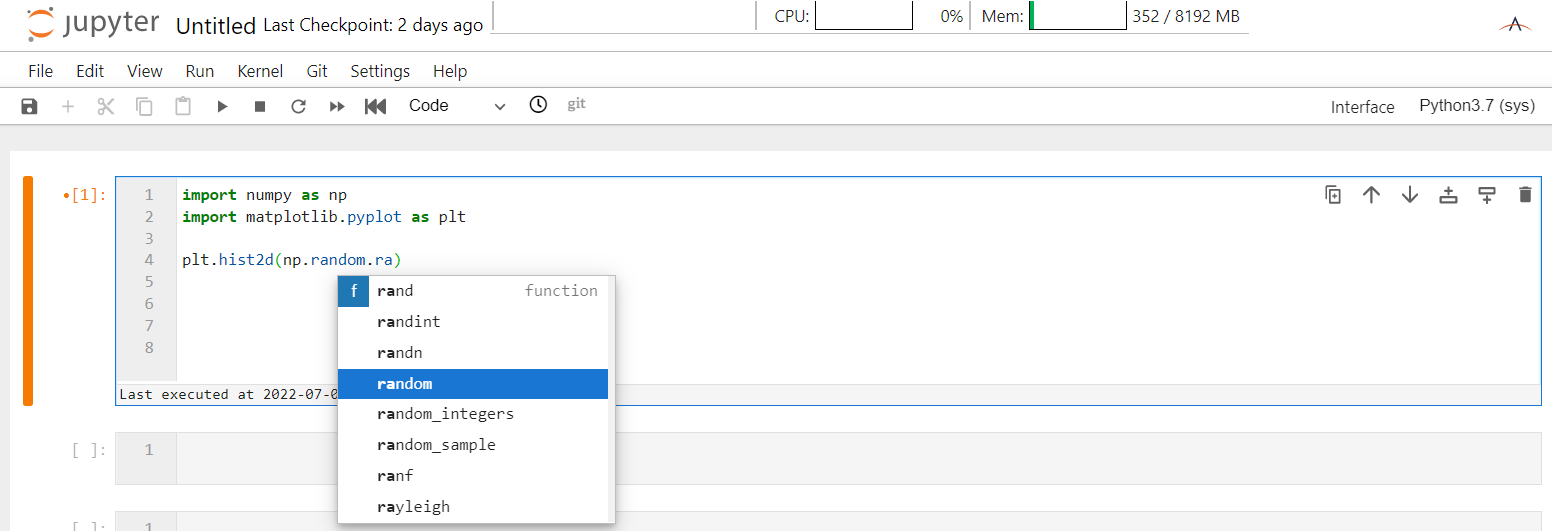 jupyter Untitled Last Checkpoint: 2 days ago CPU: 0% Mem: 352 / 8192 MB
File Edit View Run Kernel Git Settings Help
Code git Interface Python3.7 (sys)
•[1]: 1 import numpy as np
2 import matplotlib.pyplot as plt
3
4 plt.hist2d(np.random.ra)
5
f rand function
6
randint
7
8 randn
random
Last executed at 2022-07-0
random_integers
[ ]: 1 random_sample
ranf
rayleigh
[ ]: 1